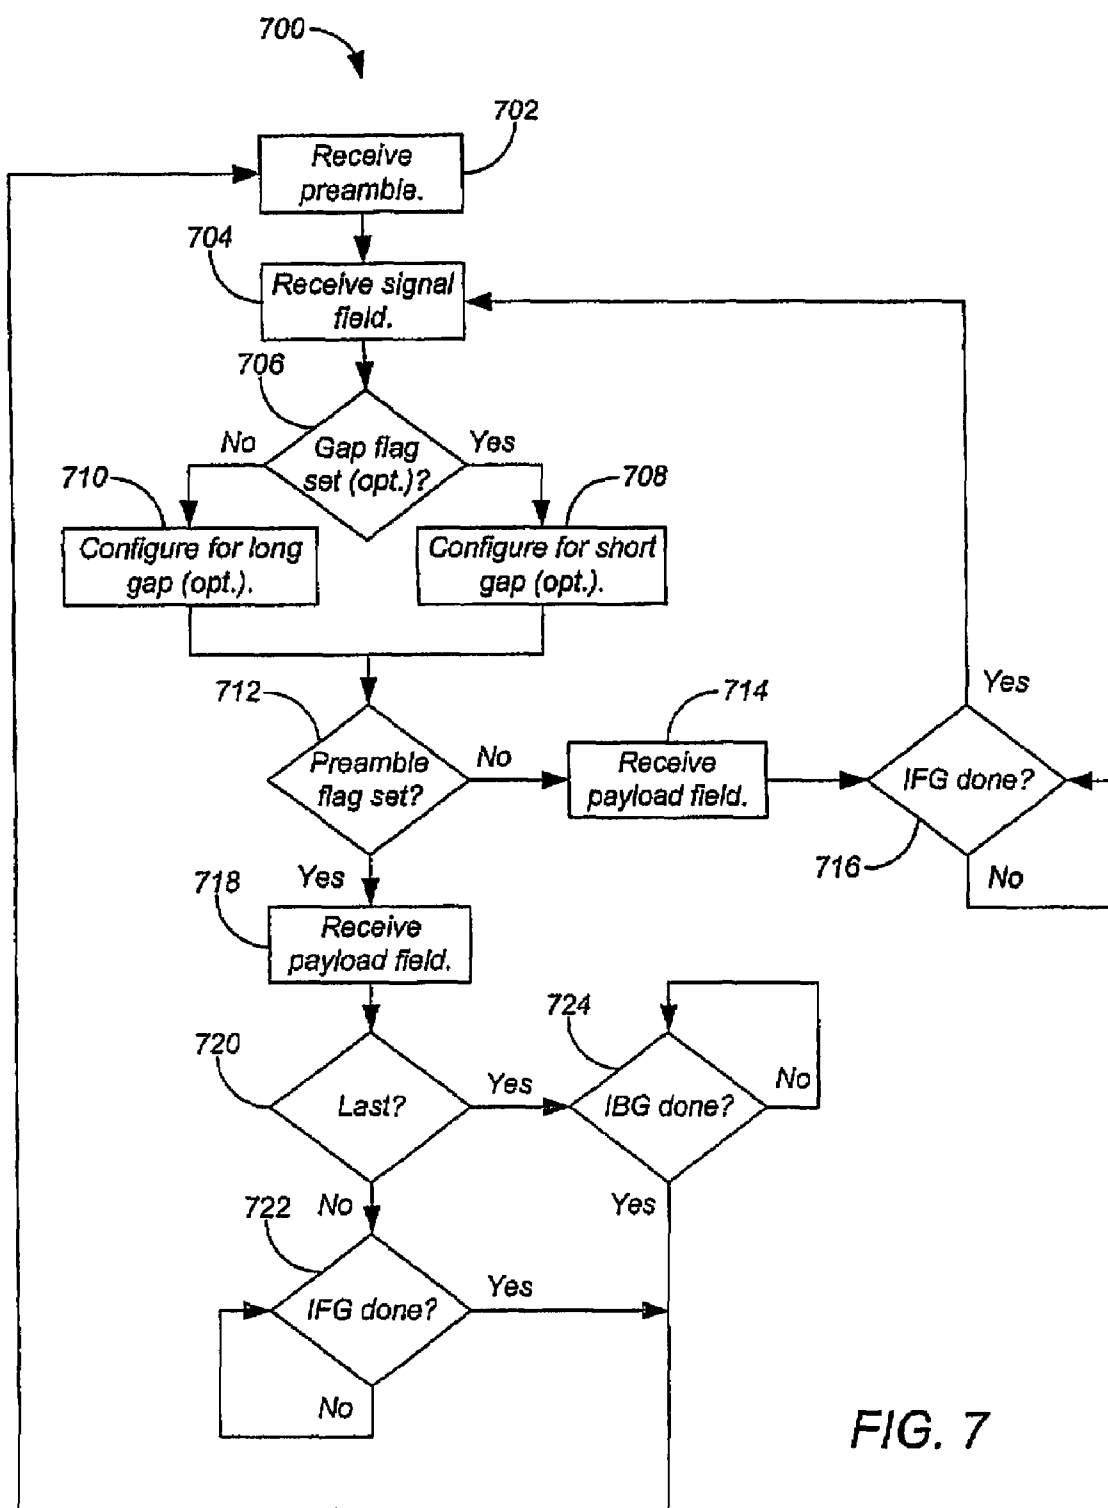 700
702
Receive
preamble.
704
Receive signal
field.
706
Gap flag
set (opt.)?
No
Yes
710
708
Configure for long
gap (opt.).
Configure for short
gap (opt.).
712
Preamble
flag set?
No
714
Receive
payload field.
Yes
IFG done?
716
No
Yes
718
Receive
payload field.
720
Last?
Yes
724
IBG done?
No
No
Yes
722
IFG done?
Yes
No
FIG. 7